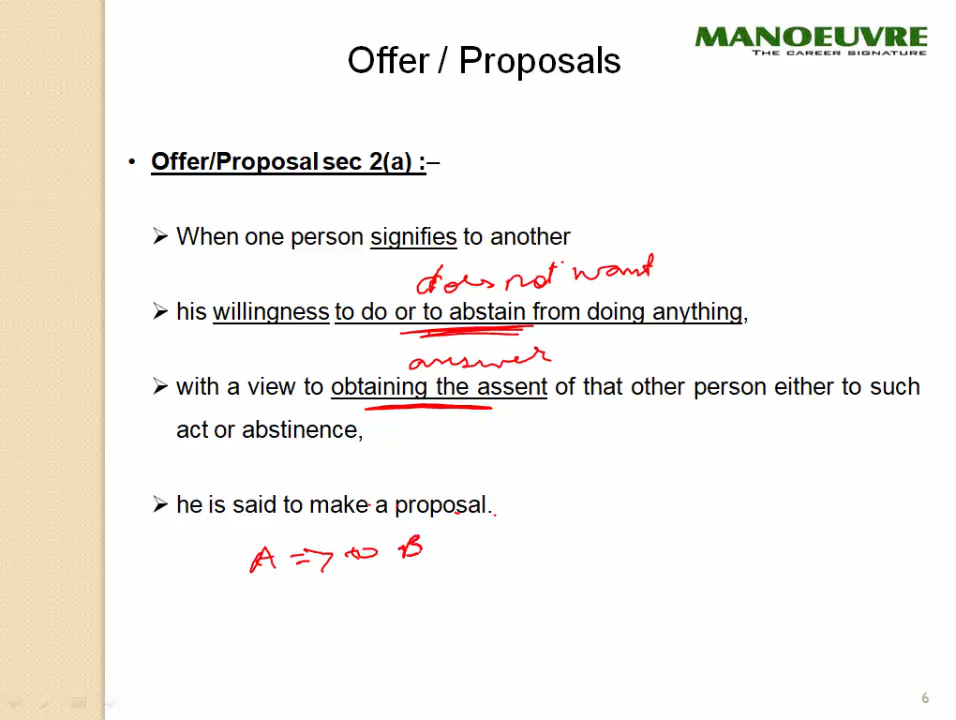 MANOEUVRE
THE CAREER SIGNATURE
Offer / Proposals
• Offer/Proposal sec 2(a) :–
➢ When one person signifies to another
does not want
➢ his willingness to do or to abstain from doing anything,
answer
➢ with a view to obtaining the assent of that other person either to such
act or abstinence,
➢ he is said to make a proposal.
A => to B
6